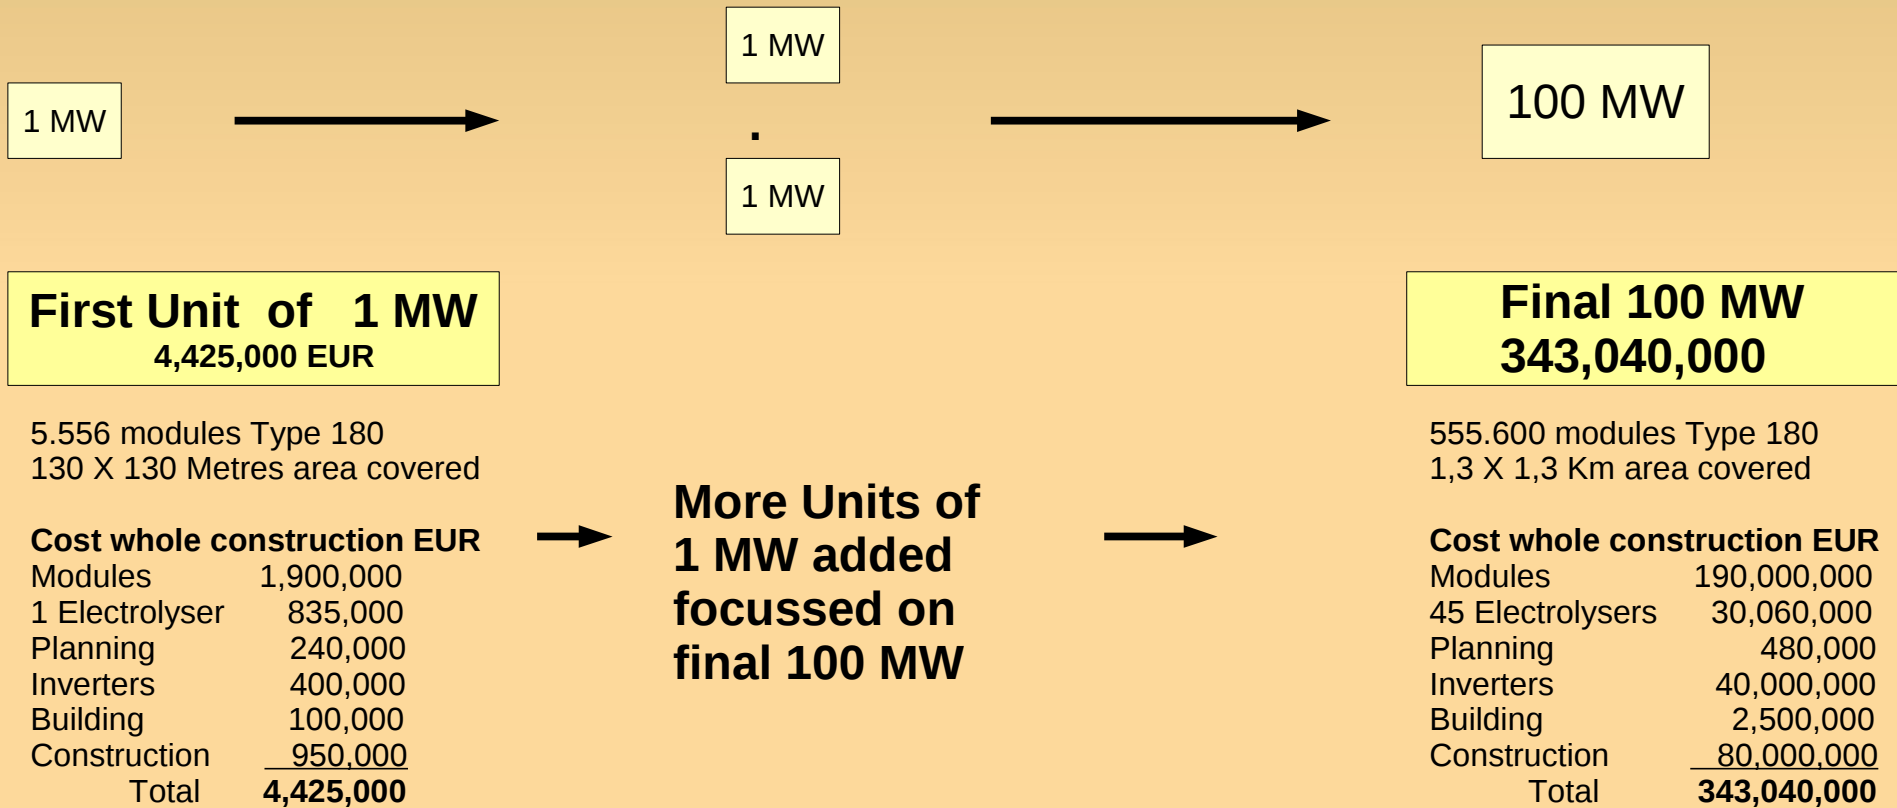 1 MW
1 MW
.
1 MW
100 MW
First Unit of 1 MW
4,425,000 EUR
5.556 modules Type 180
130 X 130 Metres area covered
Cost whole construction EUR
Modules 1,900,000
1 Electrolyser 835,000
Planning 240,000
Inverters 400,000
Building 100,000
Construction 950,000
Total 4,425,000
More Units of
1 MW added
focussed on
final 100 MW
Final 100 MW
343,040,000
555.600 modules Type 180
1,3 X 1,3 Km area covered
Cost whole construction EUR
Modules 190,000,000
45 Electrolysers 30,060,000
Planning 480,000
Inverters 40,000,000
Building 2,500,000
Construction 80,000,000
Total 343,040,000